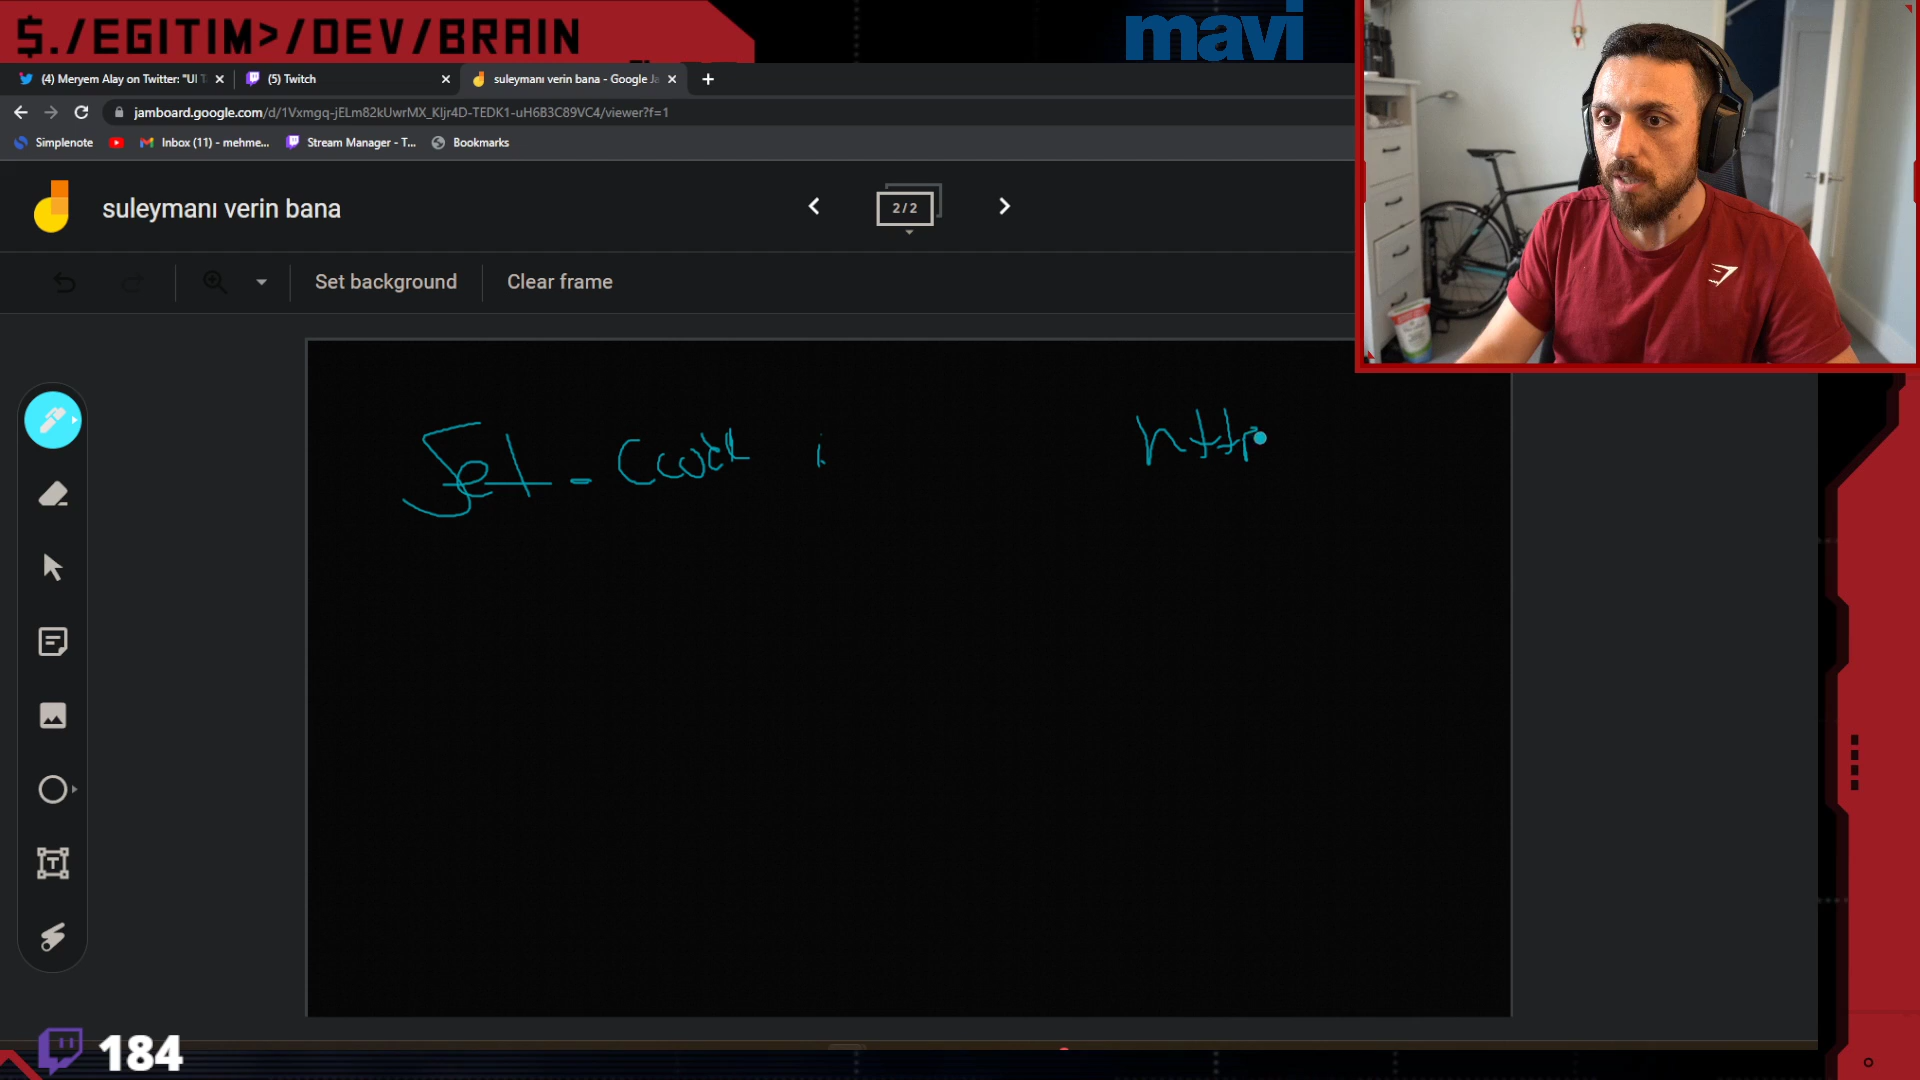 $./EGITIM>/DEV/BRAIN
mavi
(4) Meryem Alay on Twitter: "UI T
(5) Twitch
suleymanı verin bana - Google Ja
jamboard.google.com/d/1Vxmgq-jELm82kUwrMX_KIjr4D-TEDK1-uH6B3C89VC4/viewer?f=1
Simplenote
Inbox (11) - mehme...
Stream Manager - T...
Bookmarks
suleymanı verin bana
2/2
Set background
Clear frame
Set - http
184